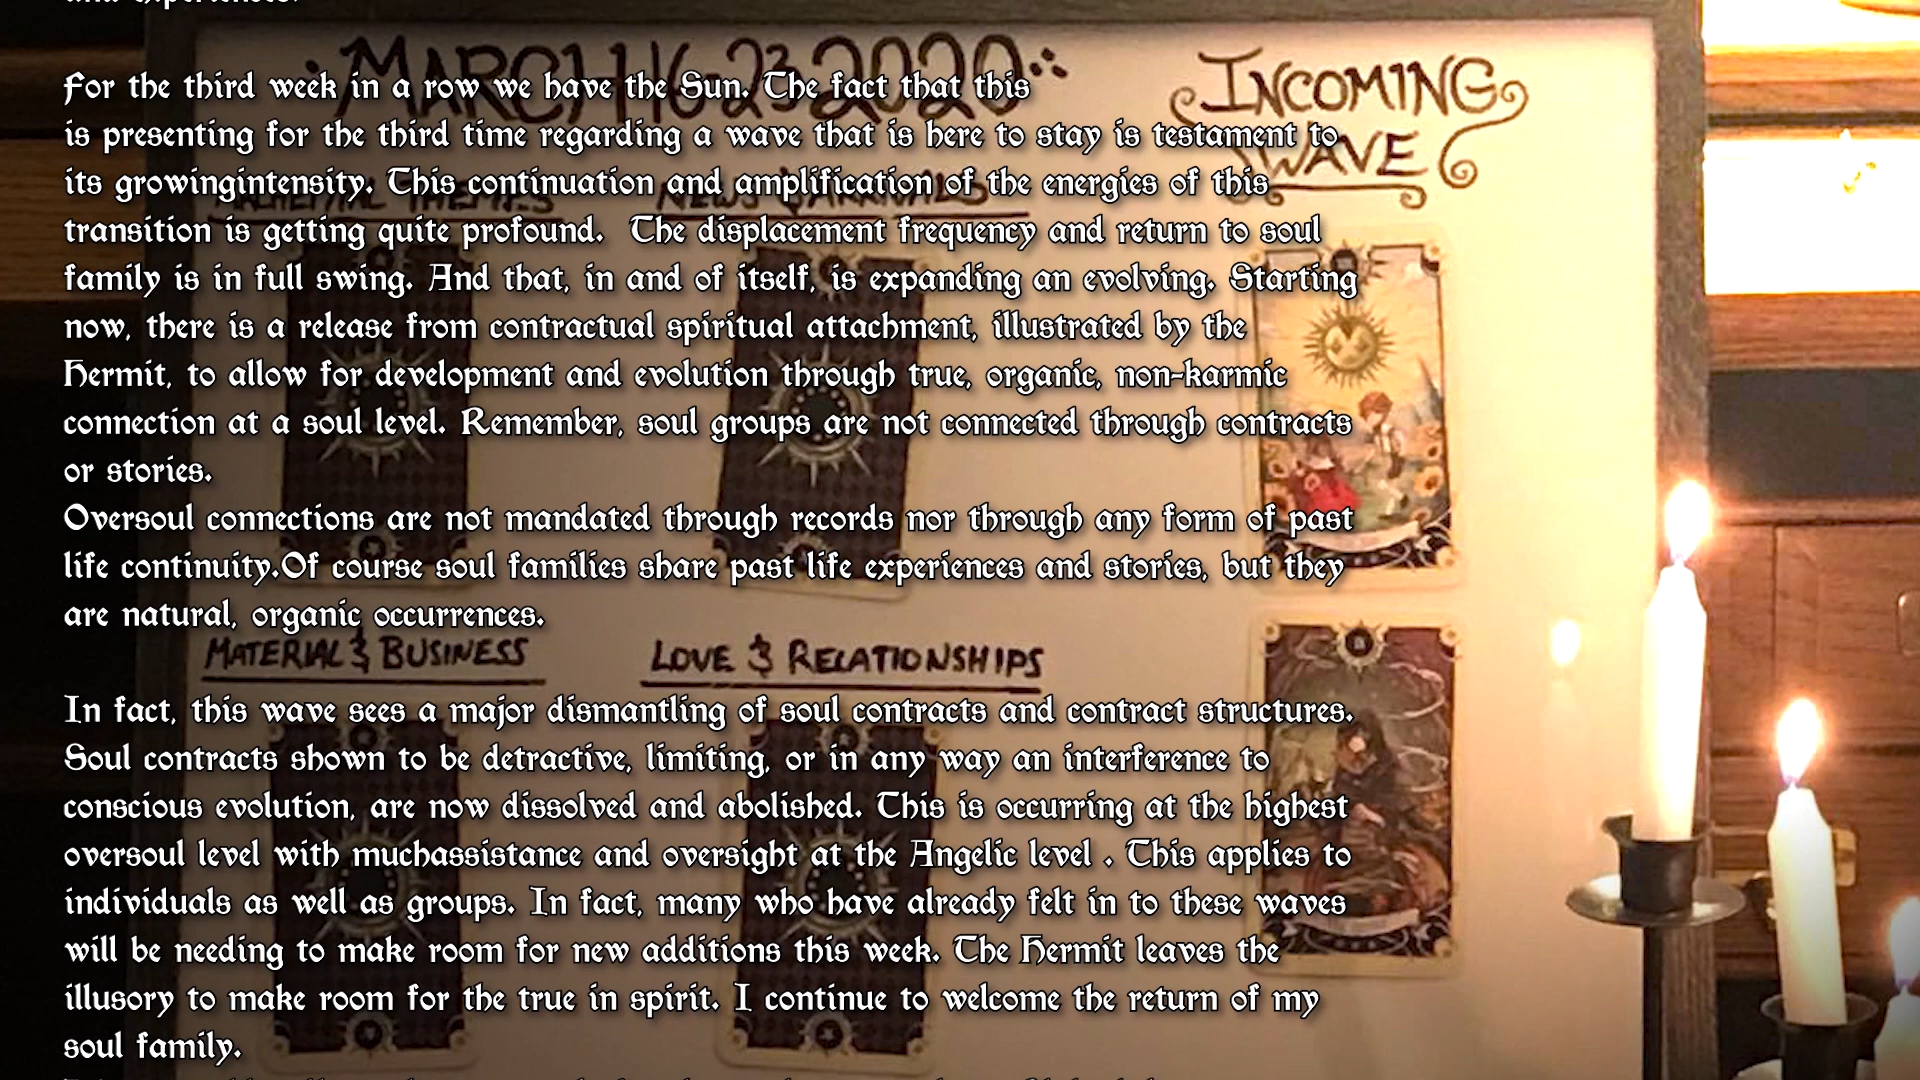 and experiences.
·:MARCH 16-23 2020:·
INCOMING
WAVE
ARCHETYPAL THEMES
NEWS & ARRIVALS
For the third week in a row we have the Sun. The fact that this
is presenting for the third time regarding a wave that is here to stay is testament to
its growingintensity. This continuation and amplification of the energies of this
transition is getting quite profound.  The displacement frequency and return to soul
family is in full swing. And that, in and of itself, is expanding an evolving. Starting
now, there is a release from contractual spiritual attachment, illustrated by the
Hermit, to allow for development and evolution through true, organic, non-karmic
connection at a soul level. Remember, soul groups are not connected through contracts
or stories.
Oversoul connections are not mandated through records nor through any form of past
life continuity.Of course soul families share past life experiences and stories, but they
are natural, organic occurrences.
MATERIAL & BUSINESS
LOVE & RELATIONSHIPS
In fact, this wave sees a major dismantling of soul contracts and contract structures.
Soul contracts shown to be detractive, limiting, or in any way an interference to
conscious evolution, are now dissolved and abolished. This is occurring at the highest
oversoul level with muchassistance and oversight at the Angelic level . This applies to
individuals as well as groups. In fact, many who have already felt in to these waves
will be needing to make room for new additions this week. The Hermit leaves the
illusory to make room for the true in spirit. I continue to welcome the return of my
soul family.